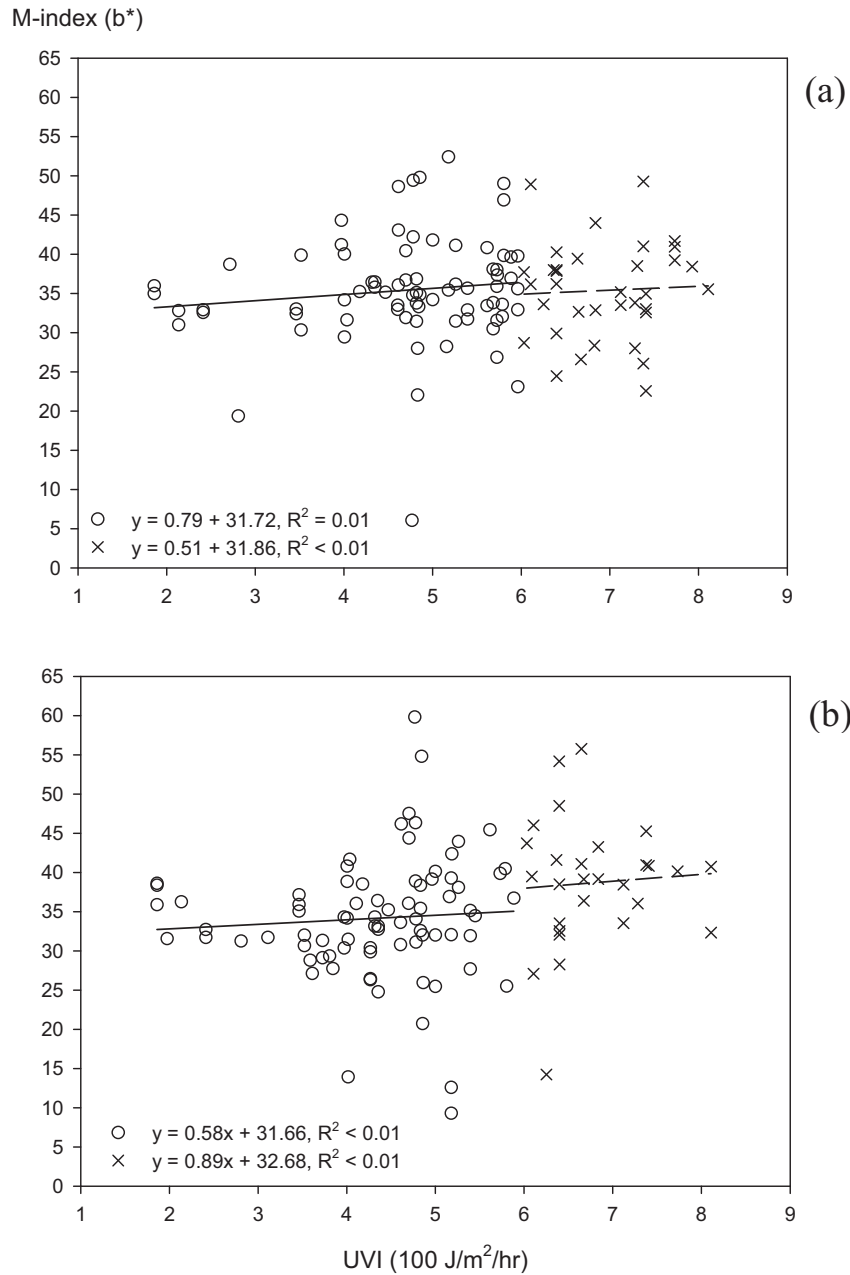 M-index (b*)
65
60
55
50
45
40
35
30
25
20
15
10
5
0
(a)
y = 0.79 + 31.72, R² = 0.01
y = 0.51 + 31.86, R² < 0.01
1 2 3 4 5 6 7 8 9
65
60
55
50
45
40
35
30
25
20
15
10
5
0
(b)
y = 0.58x + 31.66, R² < 0.01
y = 0.89x + 32.68, R² < 0.01
1 2 3 4 5 6 7 8 9
UVI (100 J/m²/hr)